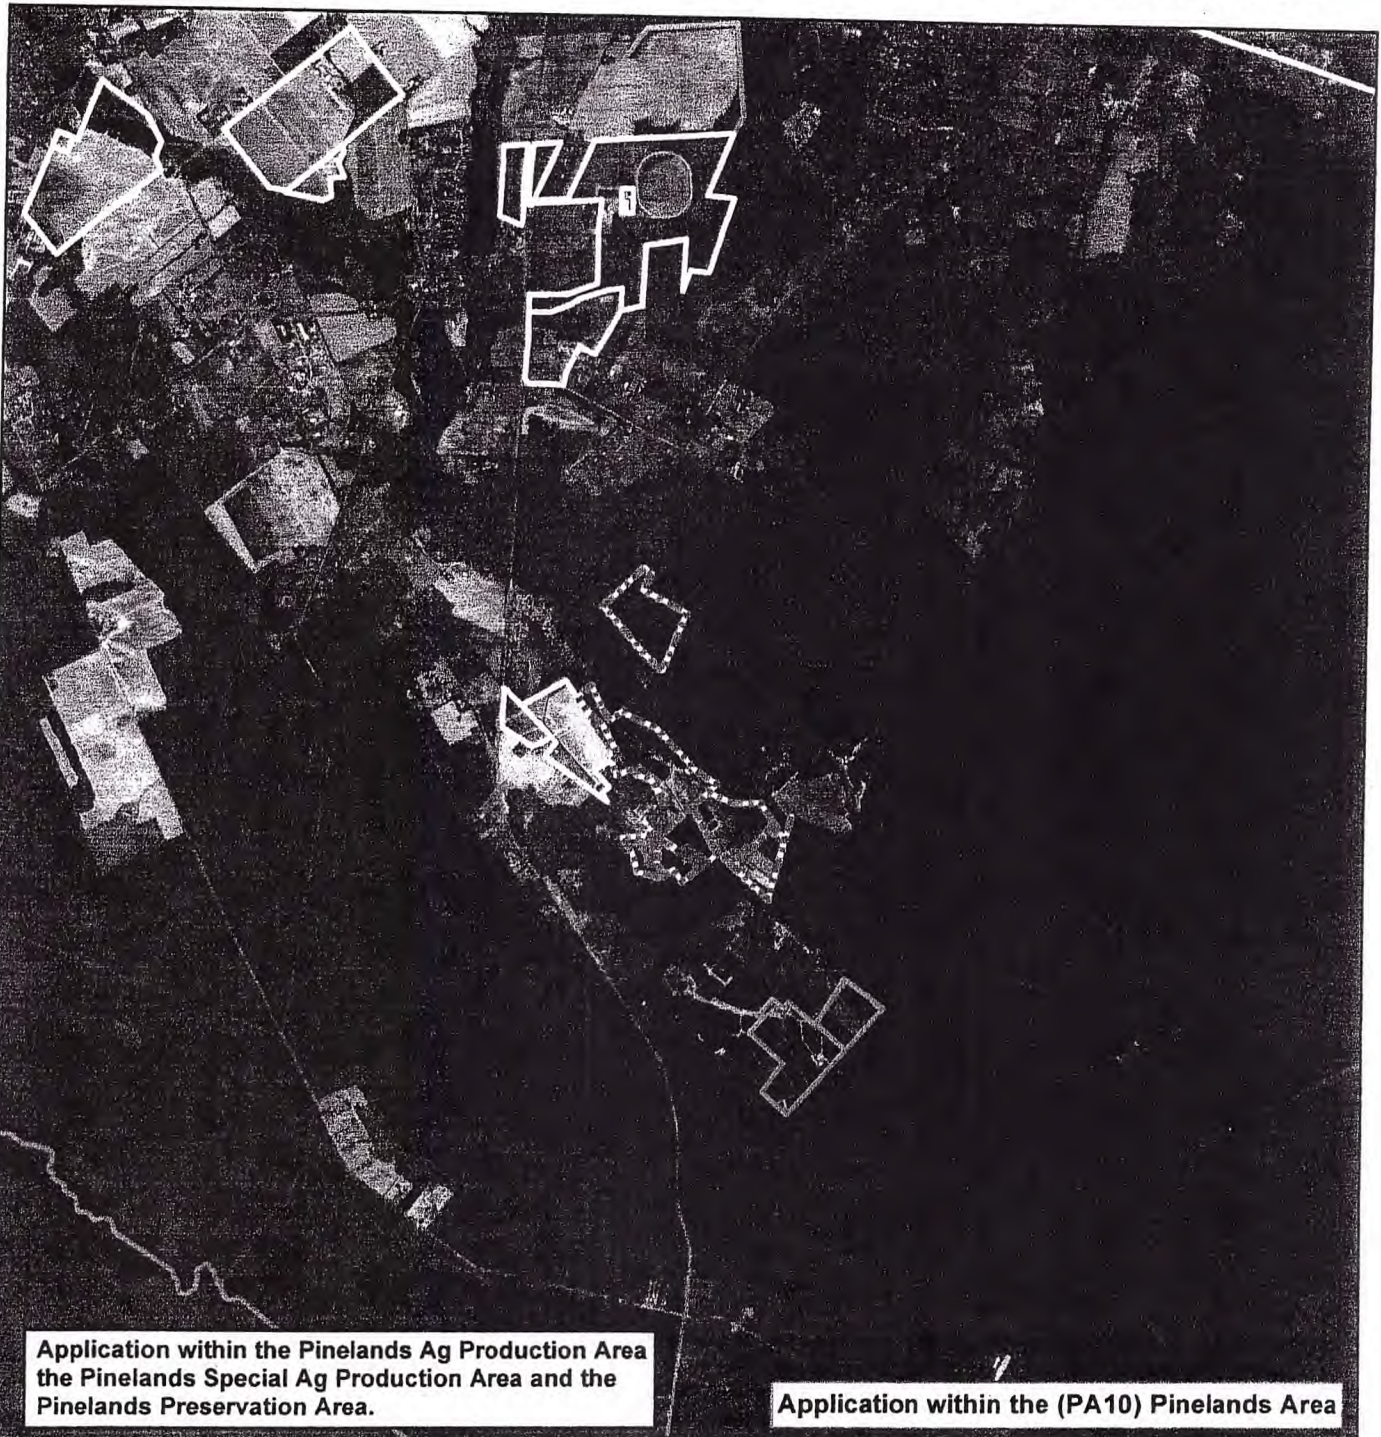 Application within the Pinelands Ag Production Area
the Pinelands Special Ag Production Area and the
Pinelands Preservation Area.
Application within the (PA10) Pinelands Area